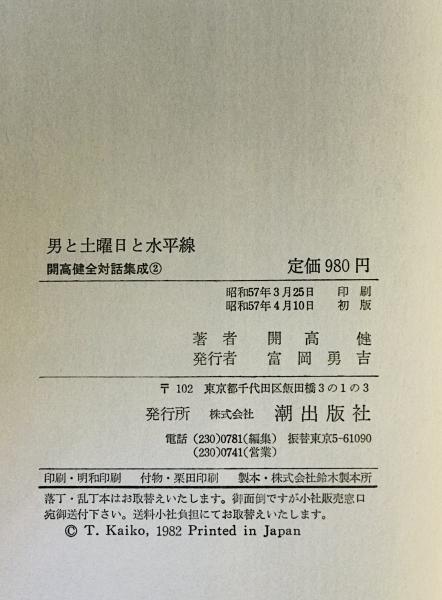 男と土曜日と水平線
開高健全対話集成② 定価980円
昭和57年3月25日 印刷
昭和57年4月10日 初版
著者 開高健
発行者 富岡勇吉
〒102 東京都千代田区飯田橋3の1の3
発行所 株式会社 潮出版社
電話(230)0781(編集) 振替東京5-61090
(230)0741(営業)
印刷・明和印刷 付物・栗田印刷 製本・株式会社鈴木製本所
落丁・乱丁本はお取替えいたします。御面倒ですが小社販売窓口
宛御送付下さい。送料小社負担にてお取替えいたします。
© T. Kaiko, 1982 Printed in Japan